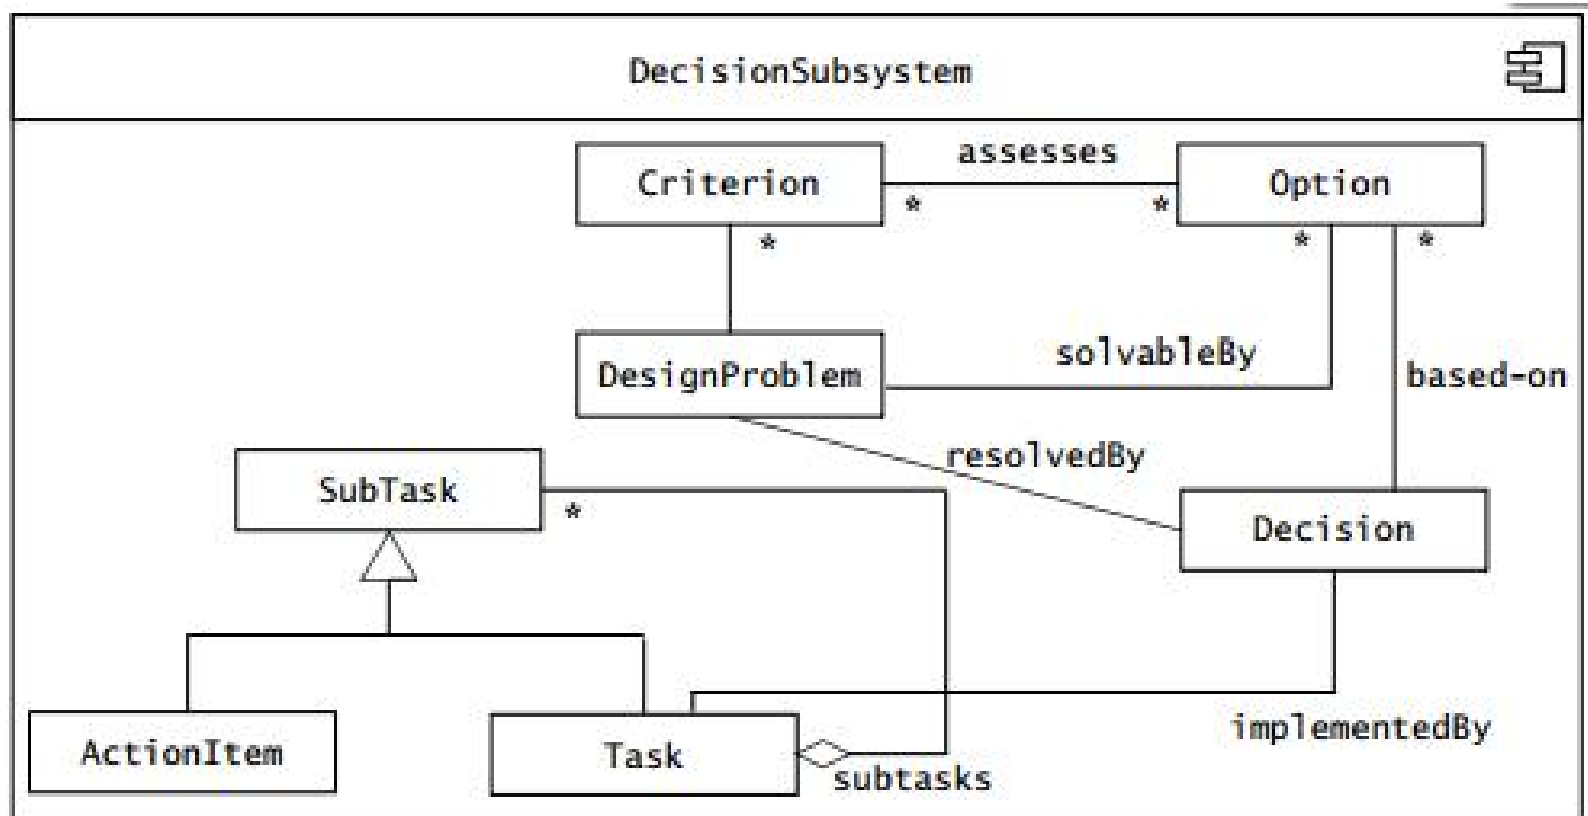 DecisionSubsystem
assesses
Criterion
Option
*
*
*
*
*
solvableBy
DesignProblem
based-on
resolvedBy
SubTask
*
Decision
implementedBy
ActionItem
Task
subtasks